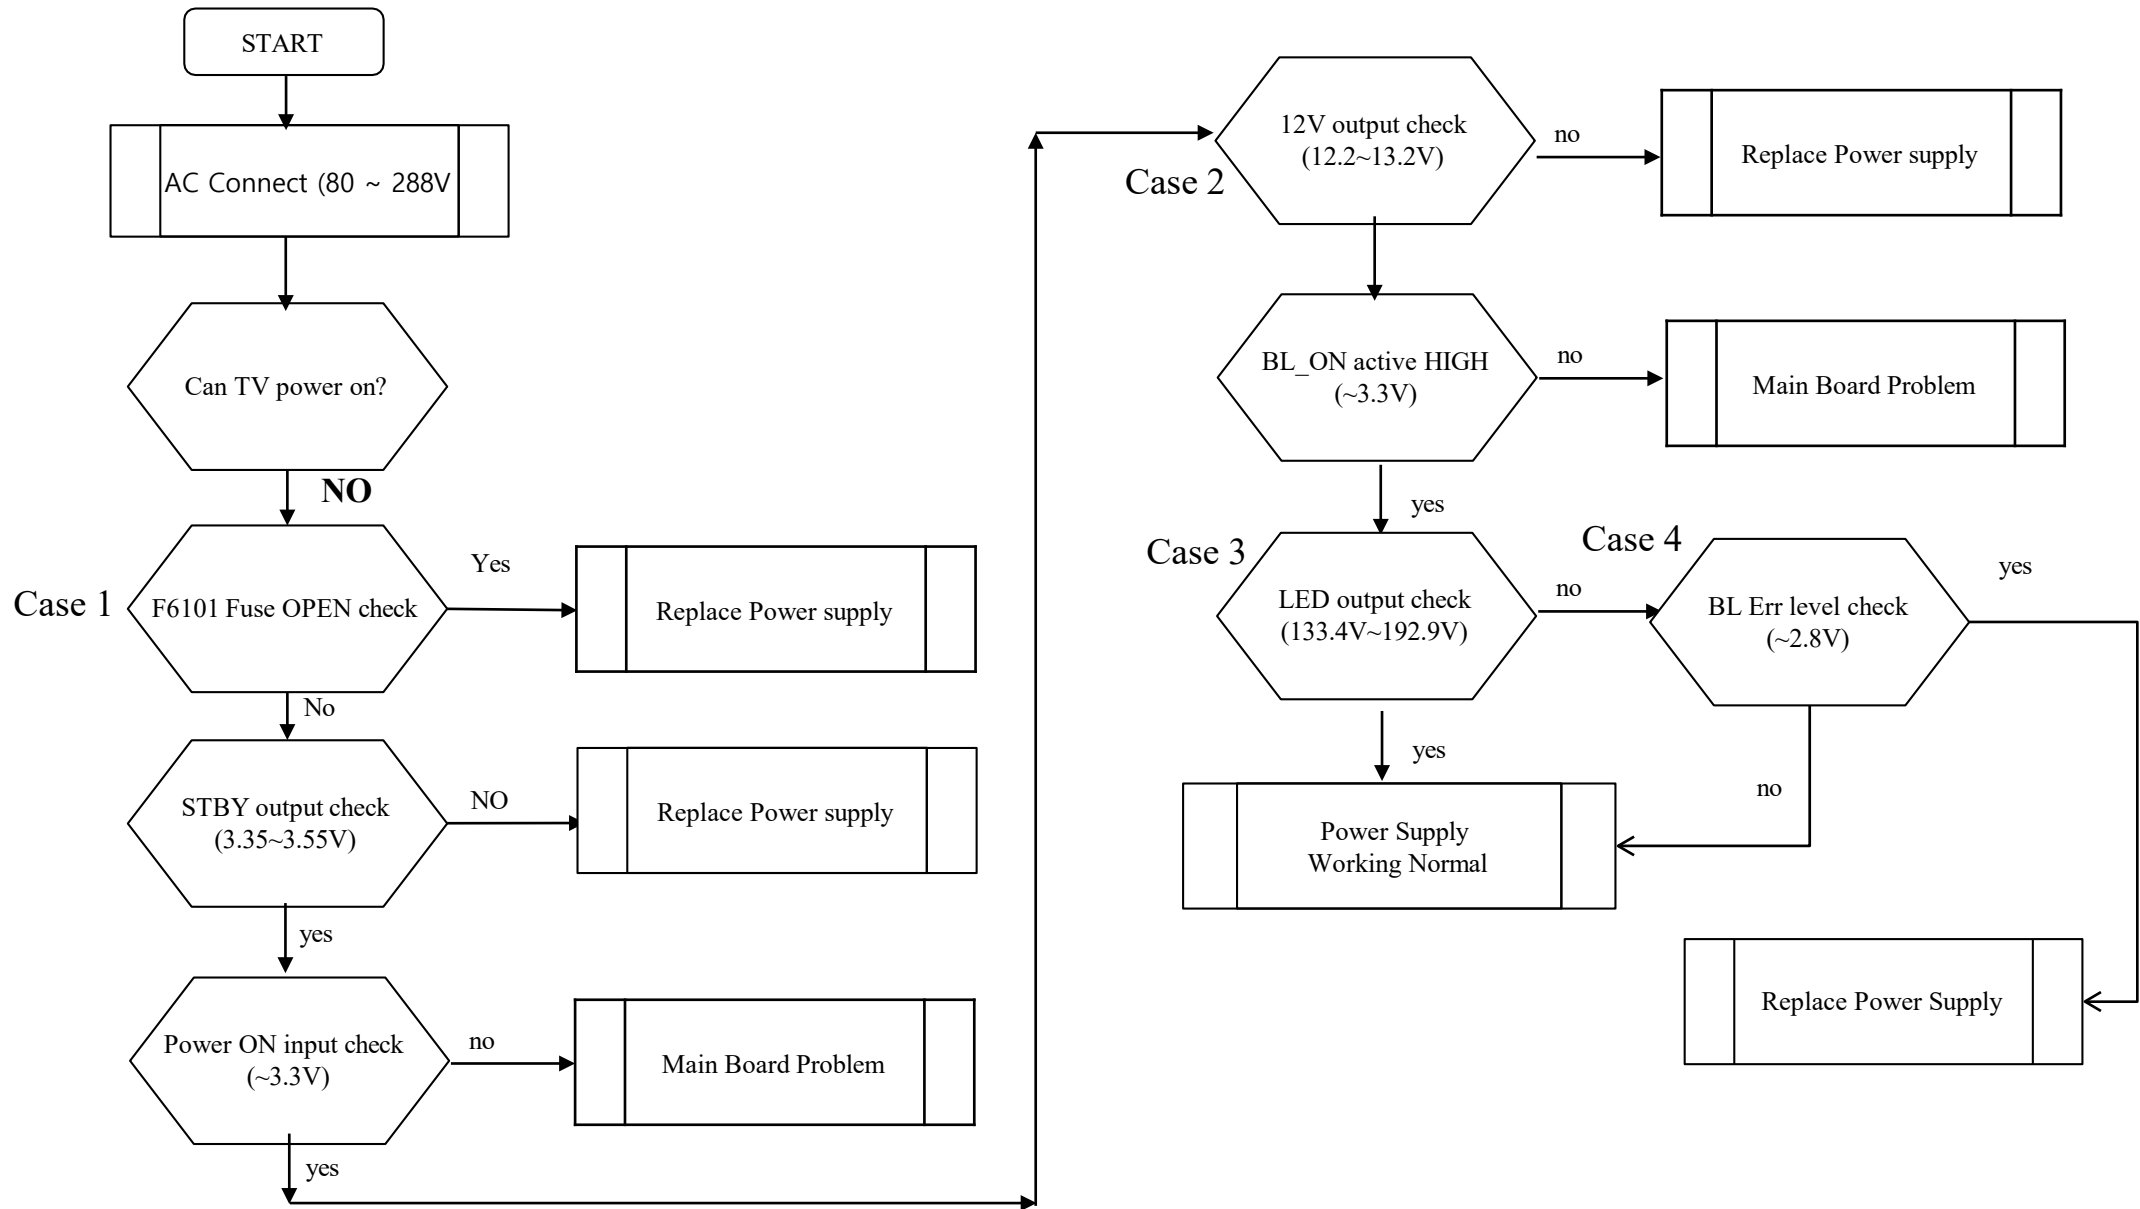 START
AC Connect (80 ~ 288V
Can TV power on?
NO
Case 1
F6101 Fuse OPEN check
Yes
Replace Power supply
No
STBY output check
(3.35~3.55V)
NO
Replace Power supply
yes
Power ON input check
(~3.3V)
no
Main Board Problem
yes
Case 2
12V output check
(12.2~13.2V)
no
Replace Power supply
BL_ON active HIGH
(~3.3V)
no
Main Board Problem
yes
Case 3
LED output check
(133.4V~192.9V)
no
Case 4
BL Err level check
(~2.8V)
yes
yes
no
Power Supply
Working Normal
Replace Power Supply